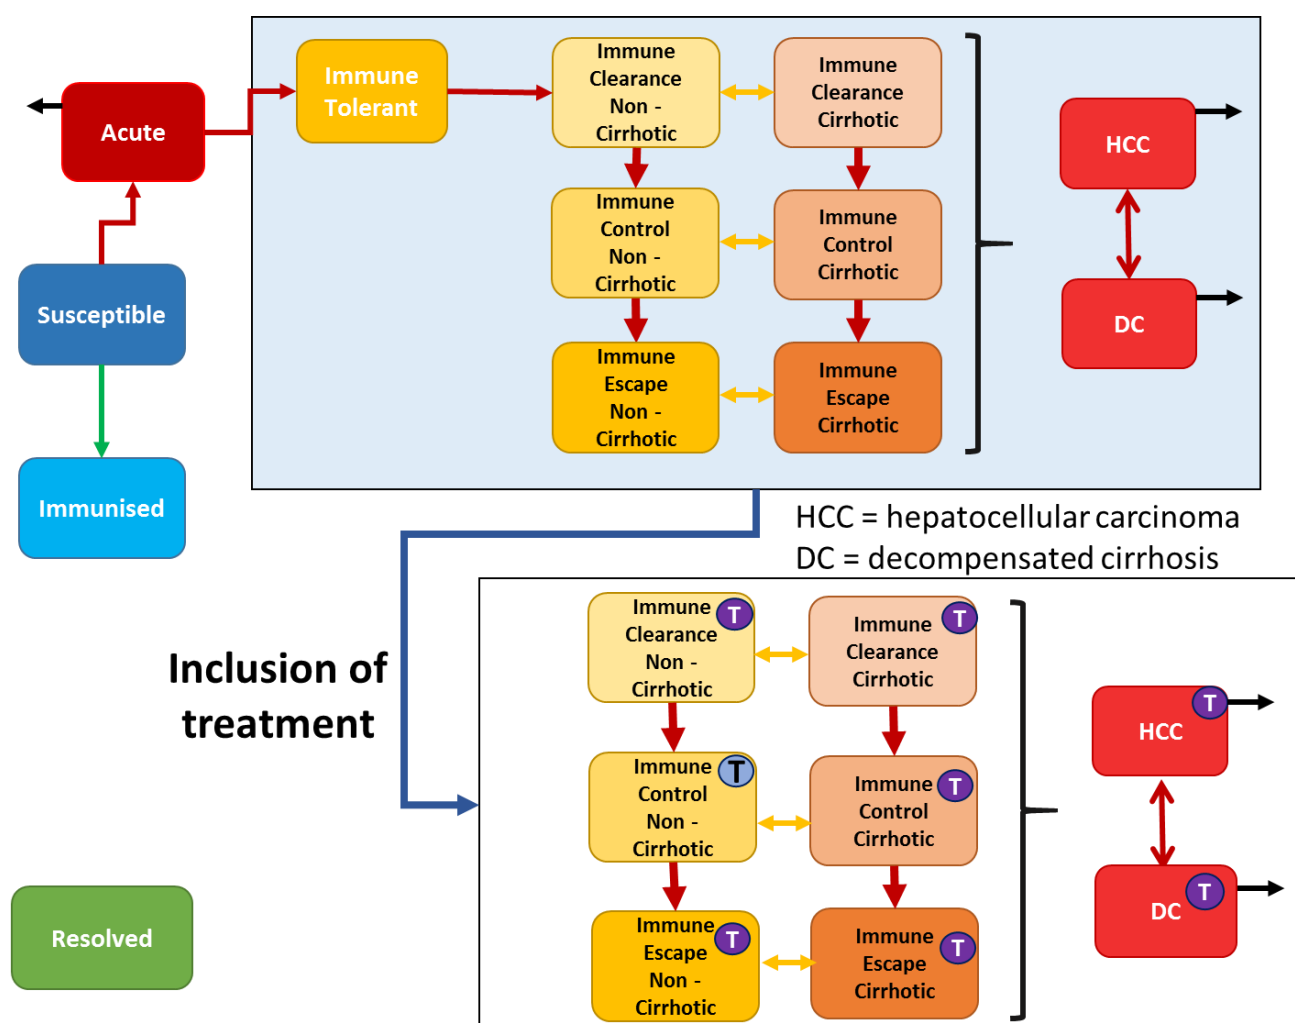 Acute
Immune
Tolerant
Immune
Clearance
Non -
Cirrhotic
Immune
Clearance
Cirrhotic
HCC
Susceptible
Immune
Control
Non -
Cirrhotic
Immune
Control
Cirrhotic
DC
Immunised
Immune
Escape
Non -
Cirrhotic
Immune
Escape
Cirrhotic
HCC = hepatocellular carcinoma
DC = decompensated cirrhosis
Inclusion of
treatment
Immune
Clearance
Non -
Cirrhotic
T
Immune
Clearance
Cirrhotic
T
HCC
T
Immune
Control
Non -
Cirrhotic
T
Immune
Control
Cirrhotic
T
DC
T
Resolved
Immune
Escape
Non -
Cirrhotic
T
Immune
Escape
Cirrhotic
T